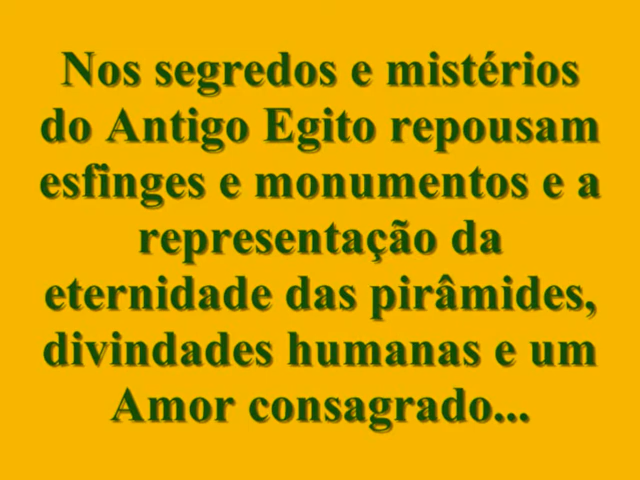 Nos segredos e mistérios
do Antigo Egito repousam
esfinges e monumentos e a
representação da
eternidade das pirâmides,
divindades humanas e um
Amor consagrado...